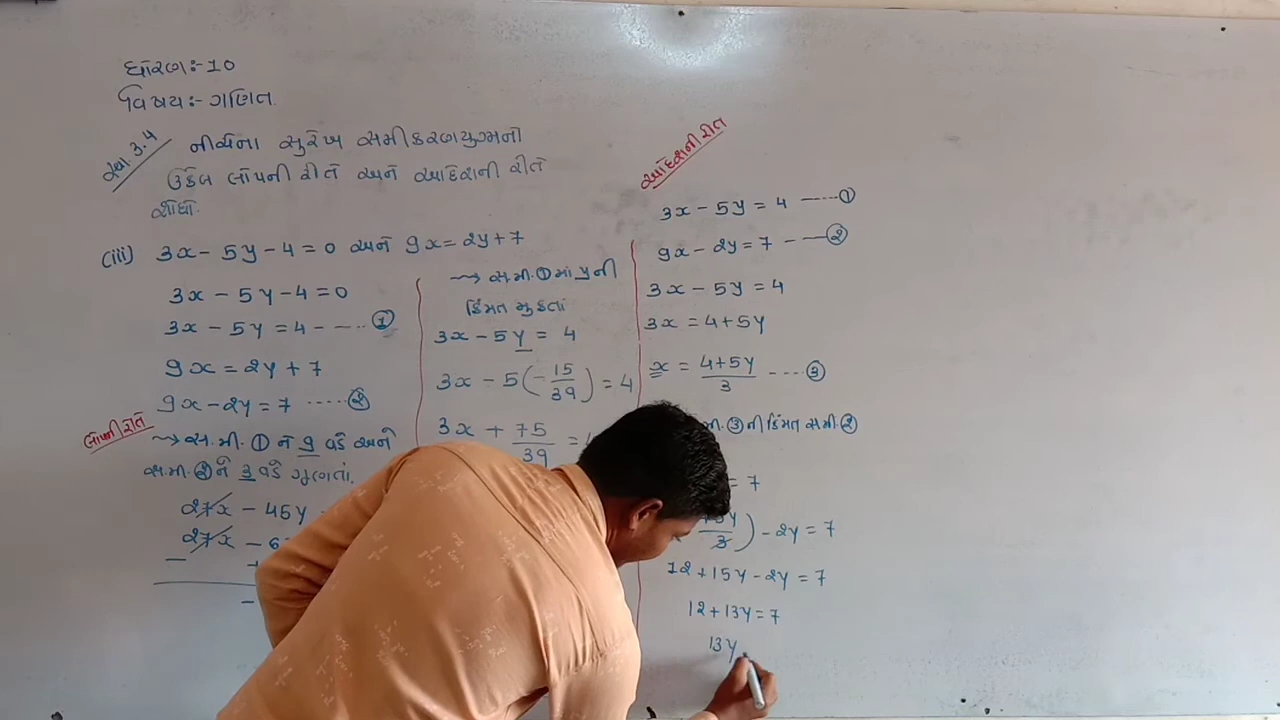 ધોરણ:-10
વિષય:- ગણિત.
સ્વા. 3.4
નીચેના સુરેખ સમીકરણયુગ્મનો
ઉકેલ લોપની રીતે અને આદેશની રીતે
શોધો.
(iii) 3x - 5y - 4 = 0 અને 9x = 2y + 7
3x - 5y - 4 = 0
3x - 5y = 4 ---- ①
9x = 2y + 7
9x - 2y = 7 ----- ②
લોપની રીતે
→ સ.મી. ① ને 9 વડે અને
સ.મી. ②ને 3 વડે ગુણતાં.
27x - 45y
27x - 6
-
-
→ સ.મી. ①માં yની
કિંમત મુકતાં
3x - 5y = 4
3x - 5(-15/39) = 4
3x + 75/39 =
આદેશની રીત
3x - 5y = 4 ----- ①
9x - 2y = 7 ---- ②
3x - 5y = 4
3x = 4 + 5y
x = (4+5y)/3 ---- ③
મી. ③ ની કિંમત સમી. ②
= 7
) - 2y = 7
12 + 15y - 2y = 7
12 + 13y = 7
13y